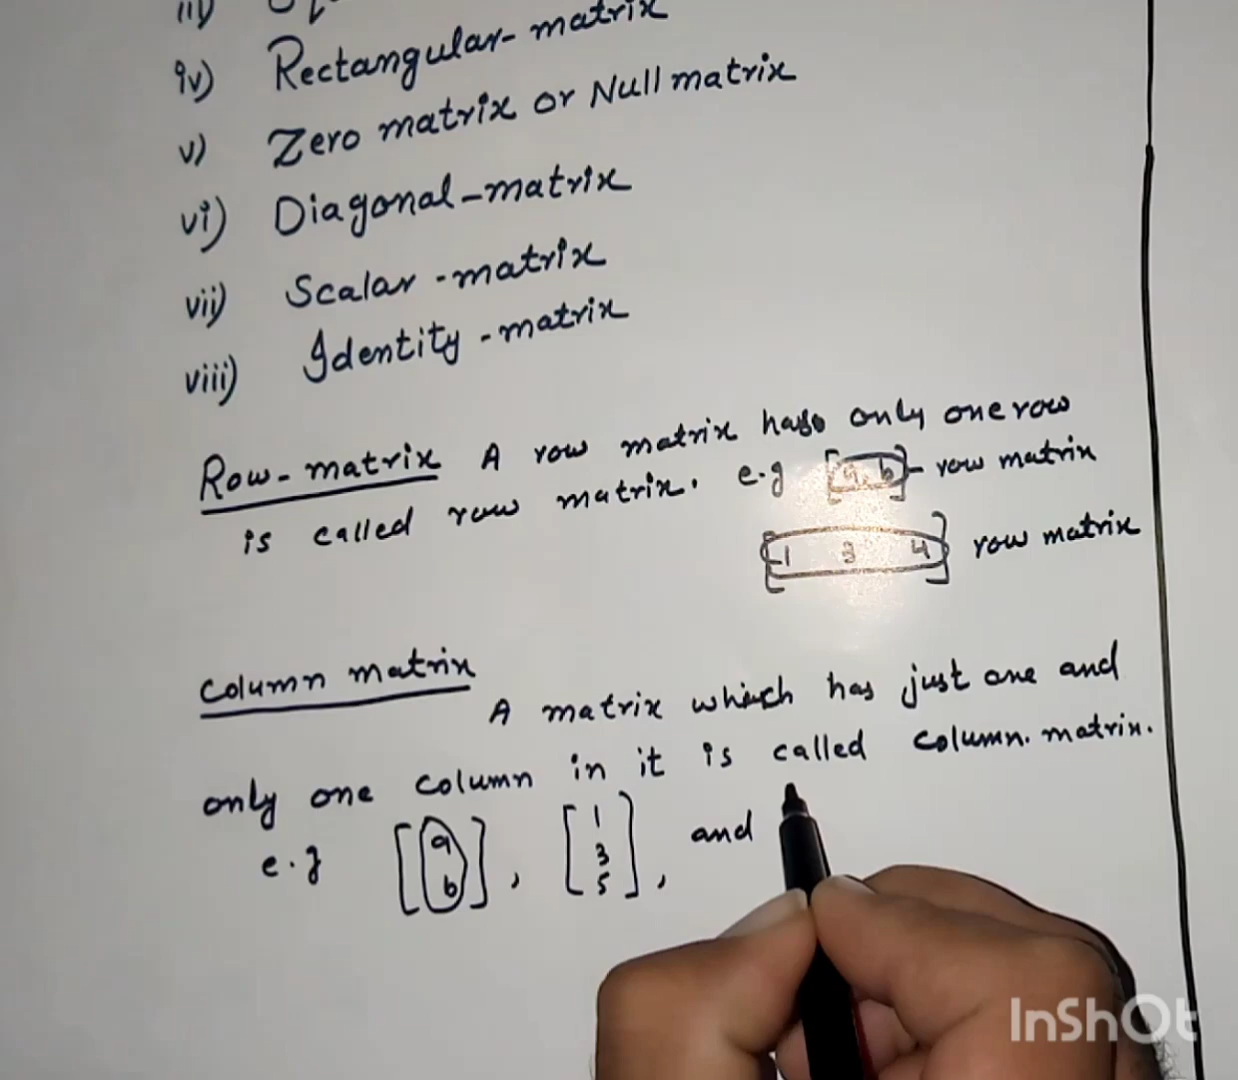 iii)
iv) Rectangular-matrix
v) Zero matrix or Null matrix
vi) Diagonal-matrix
vii) Scalar-matrix
viii) Identity-matrix
Row-matrix A row matrix has only one row
is called row matrix. e.g [a, b] - row matrix
[1 3 4] row matrix
column matrix
A matrix which has just one and
only one column in it is called column.matrix.
e.g [a b], [1 3 5], and
InShOt